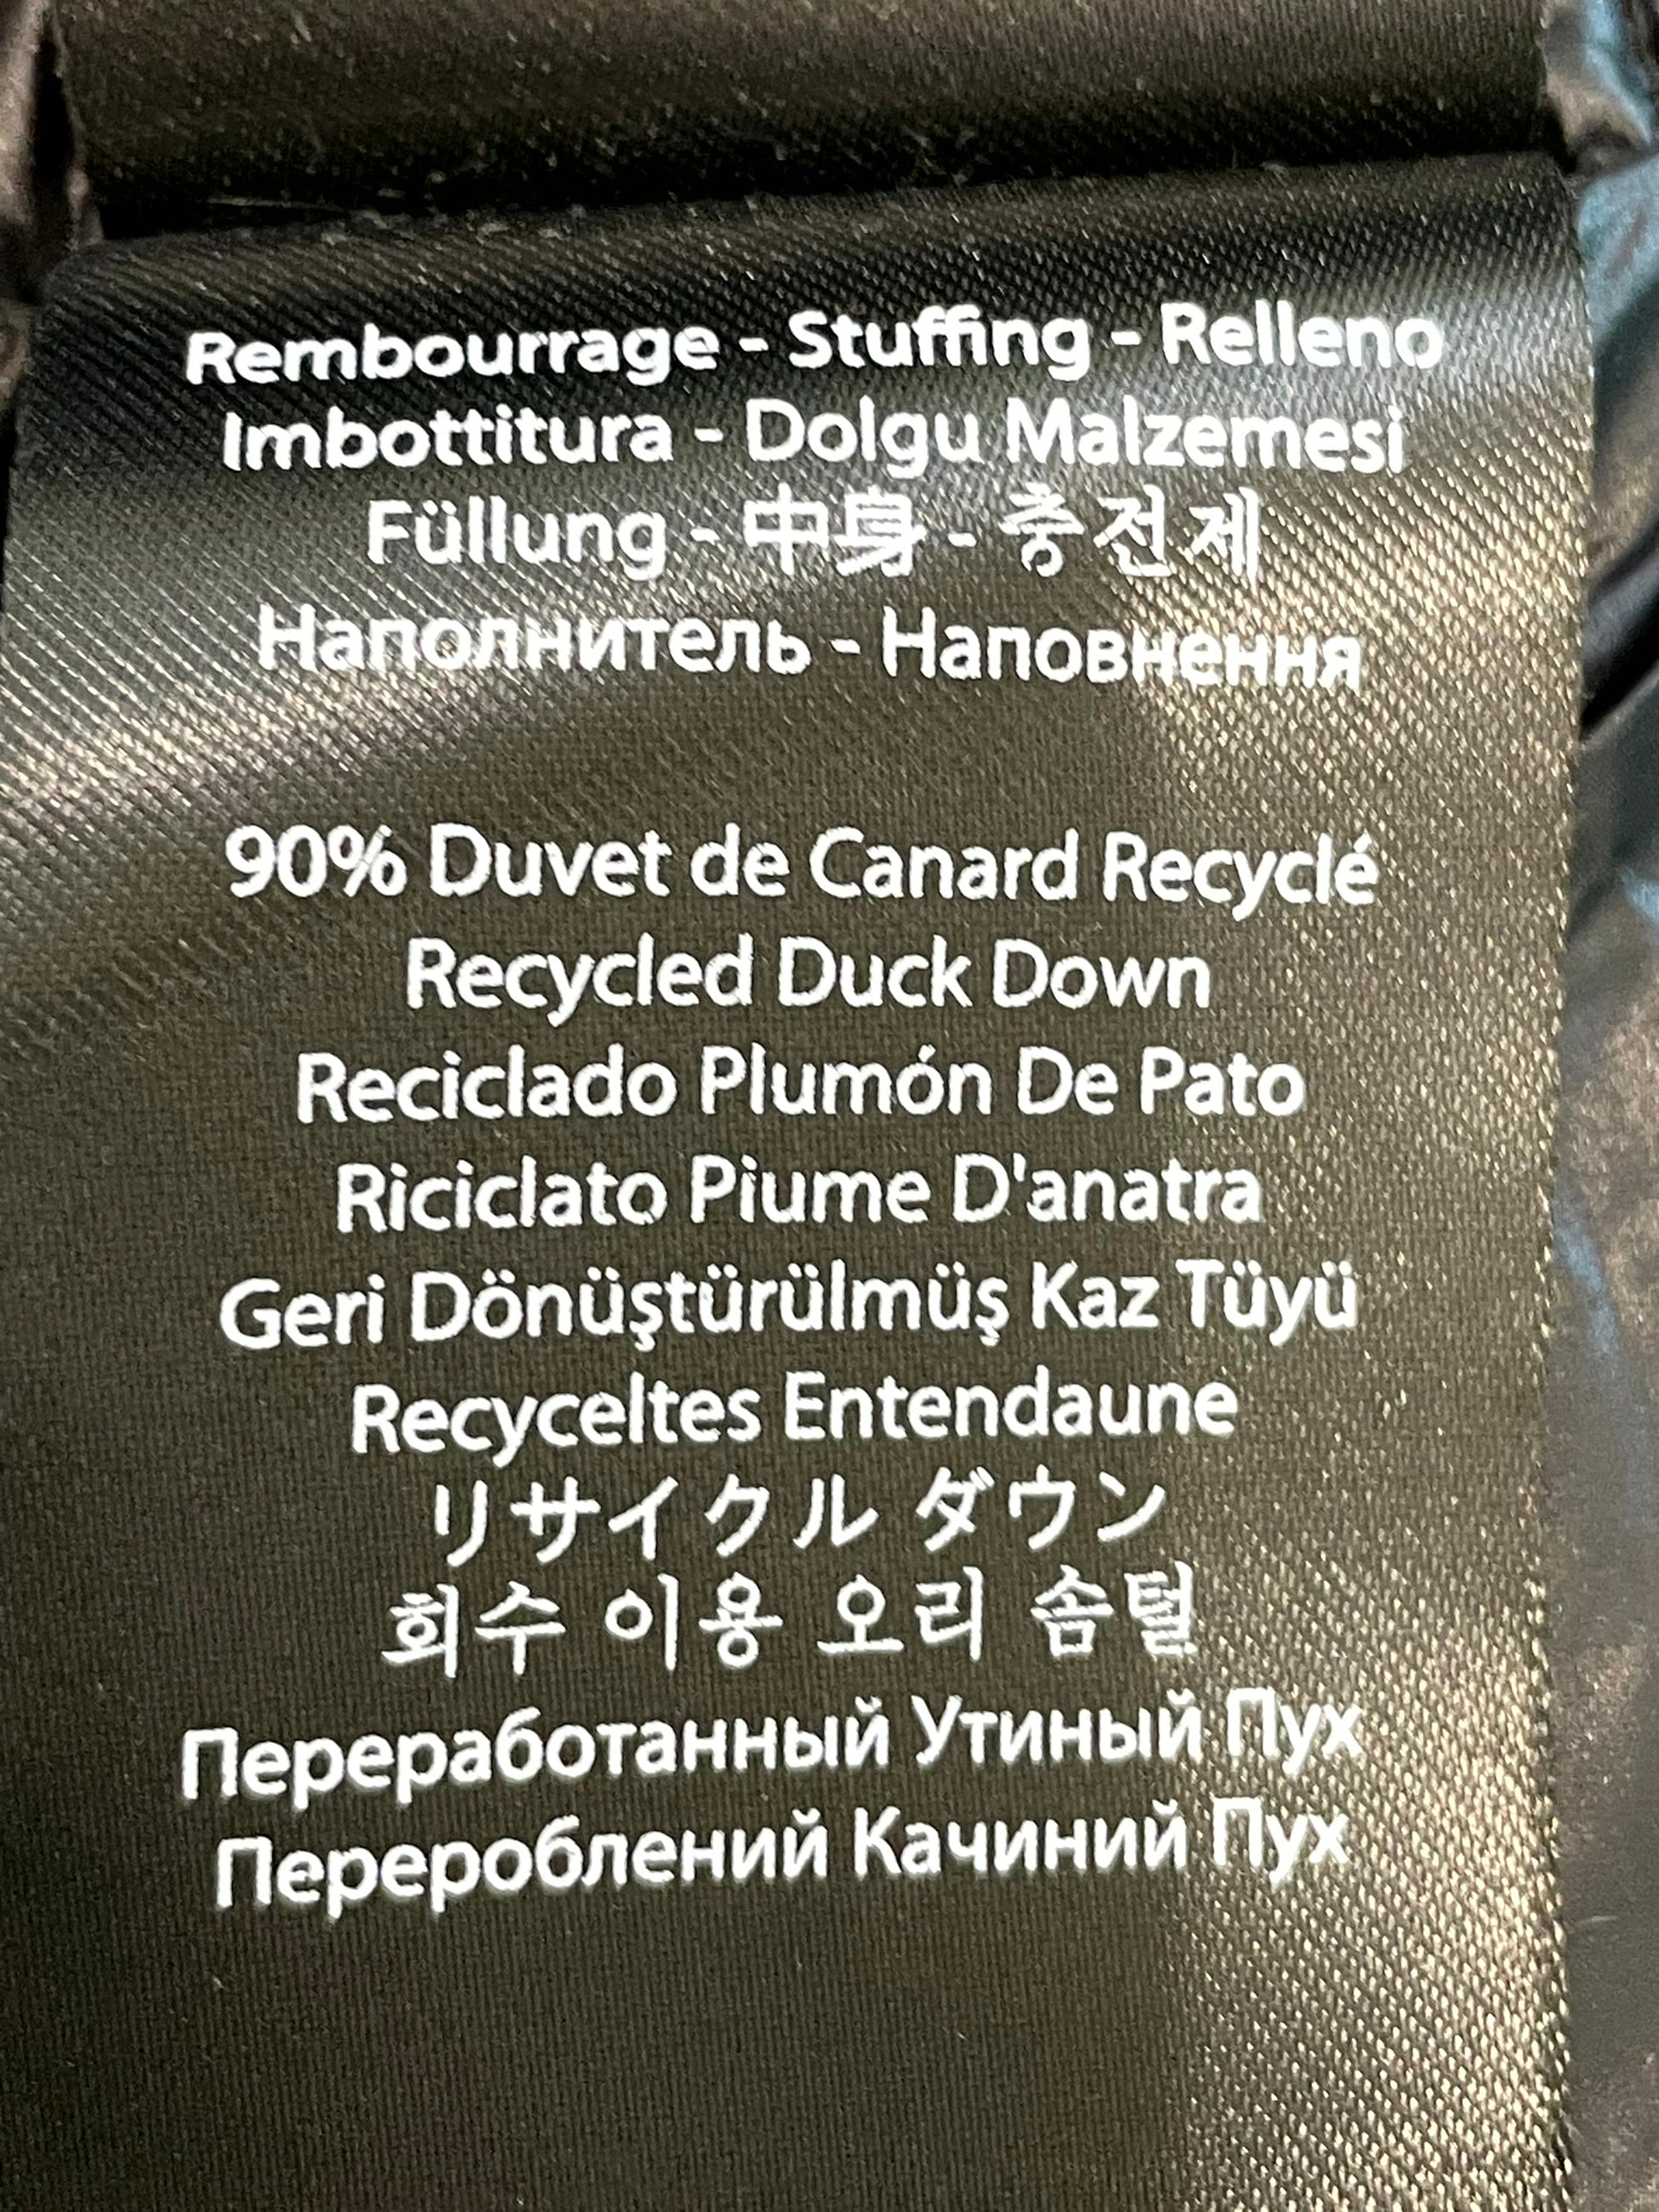 Rembourrage - Stuffing - Relleno
Imbottitura - Dolgu Malzemesi
Füllung - 中身 - 충전제
Наполнитель - Наповнення
90% Duvet de Canard Recyclé
Recycled Duck Down
Reciclado Plumón De Pato
Riciclato Piume D'anatra
Geri Dönüştürülmüş Kaz Tüyü
Recyceltes Entendaune
リサイクル ダウン
회수 이용 오리 솜털
Переработанный Утиный Пух
Перероблений Качиний Пух